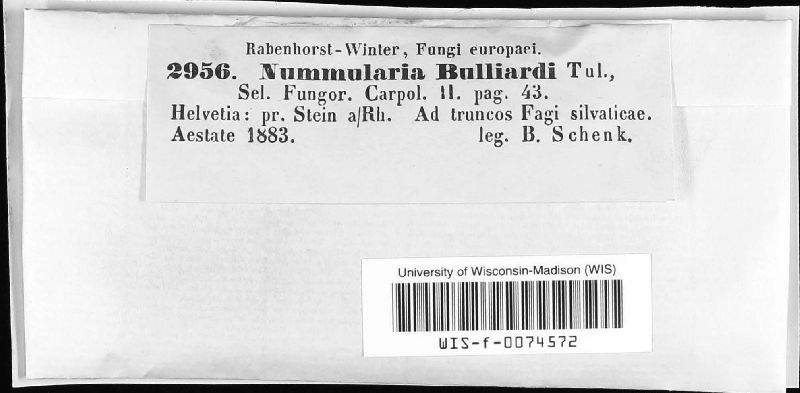 Rabenhorst-Winter, Fungi europaei.
2956. Nummularia Bulliardi Tul.,
Sel. Fungor. Carpol. II. pag. 43.
Helvetia: pr. Stein a/Rh. Ad truncos Fagi silvaticae.
Aestate 1883. leg. B. Schenk.
University of Wisconsin-Madison (WIS)
WIS-f-0074572